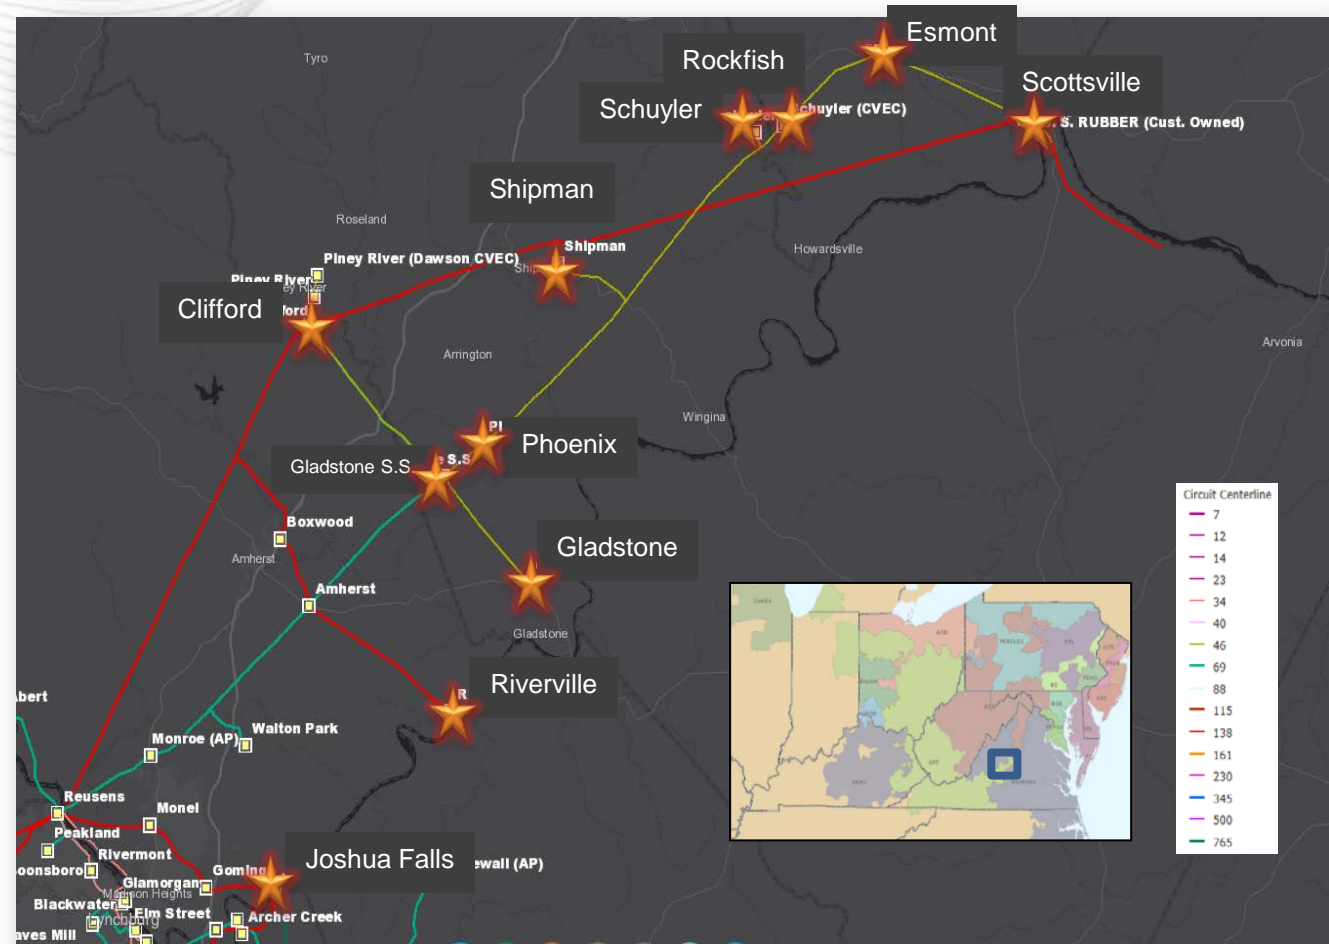 Esmont
Tyro
Rockfish
Scottsville
Schuyler
Schuyler (CVEC)
S. RUBBER (Cust. Owned)
Shipman
Roseland
Shipman
Howardsville
Piney River (Dawson CVEC)
Piney River
Clifford
Arrington
Arvonia
Wingina
Phoenix
Gladstone S.S
S.S
Circuit Centerline
7
12
14
23
34
40
46
69
88
115
138
161
230
345
500
765
Boxwood
Amherst
Gladstone
Amherst
Gladstone
Riverville
Walton Park
Monroe (AP)
Reusens
Monel
Peakland
Rivermont
Joshua Falls
Glamorgan
Madison Heights
Blackwater
Lynchburg
Elm Street
Archer Creek